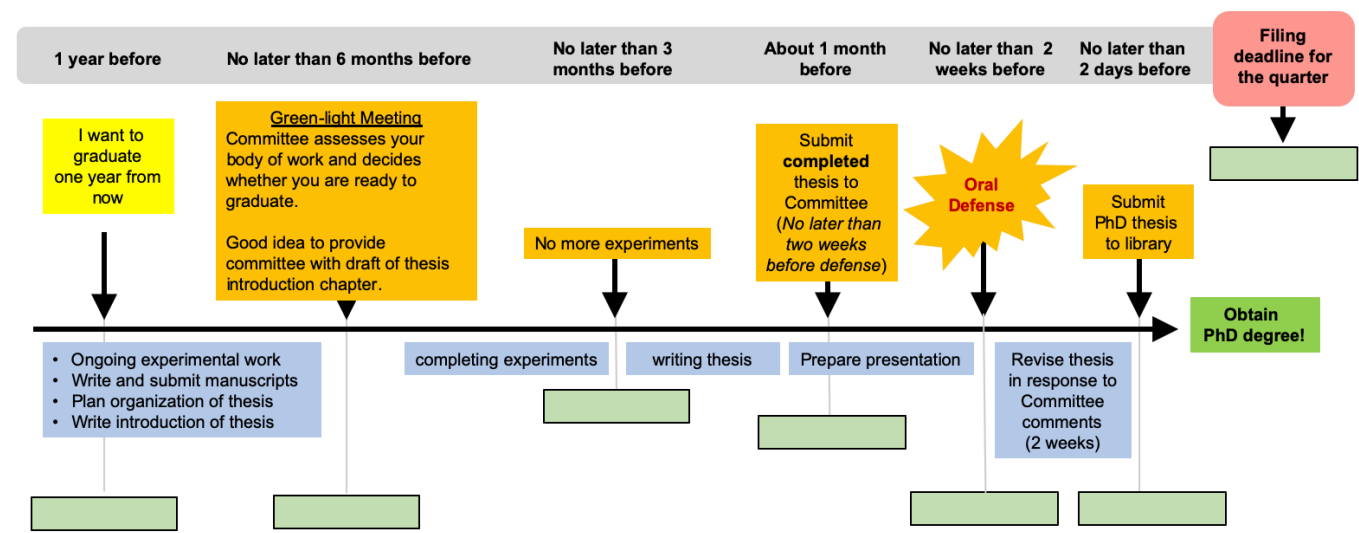 1 year before
No later than 6 months before
No later than 3
months before
About 1 month
before
No later than 2
weeks before
No later than
2 days before
Filing
deadline for
the quarter
I want to
graduate
one year from
now
Green-light Meeting
Committee assesses your
body of work and decides
whether you are ready to
graduate.
Good idea to provide
committee with draft of thesis
introduction chapter.
No more experiments
Submit
completed
thesis to
Committee
(No later than
two weeks
before defense)
Oral
Defense
Submit
PhD thesis
to library
Obtain
PhD degree!
• Ongoing experimental work
• Write and submit manuscripts
• Plan organization of thesis
• Write introduction of thesis
completing experiments
writing thesis
Prepare presentation
Revise thesis
in response to
Committee
comments
(2 weeks)